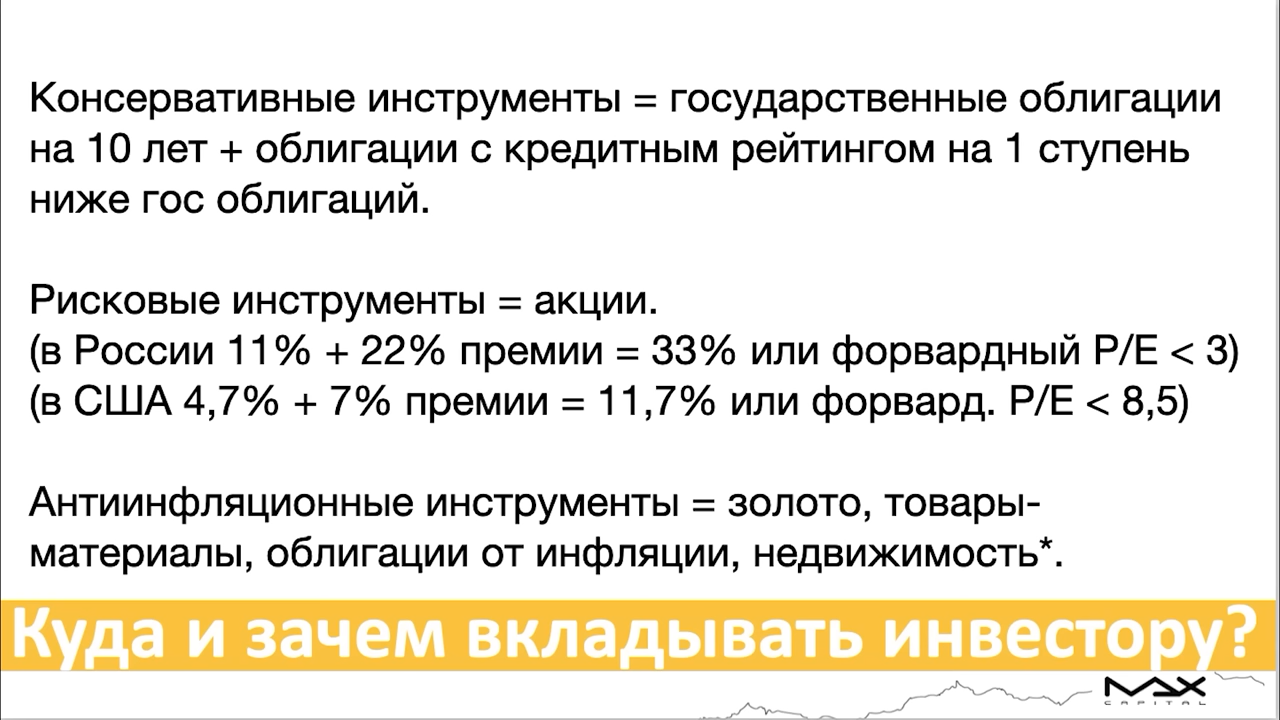 Консервативные инструменты = государственные облигации
на 10 лет + облигации с кредитным рейтингом на 1 ступень
ниже гос облигаций.
Рисковые инструменты = акции.
(в России 11% + 22% премии = 33% или форвардный P/E < 3)
(в США 4,7% + 7% премии = 11,7% или форвард. P/E < 8,5)
Антиинфляционные инструменты = золото, товары-
материалы, облигации от инфляции, недвижимость*.
Куда и зачем вкладывать инвестору?
MAX
CAPITAL